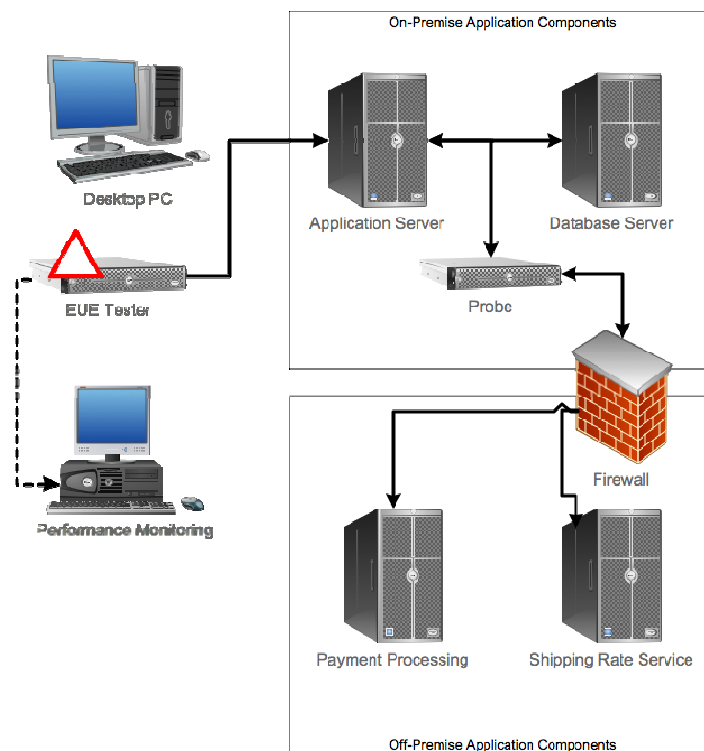 On-Premise Application Components
Desktop PC
Application Server
Database Server
EUE Tester
Probe
Firewall
Performance Monitoring
Payment Processing
Shipping Rate Service
Off-Premise Application Components